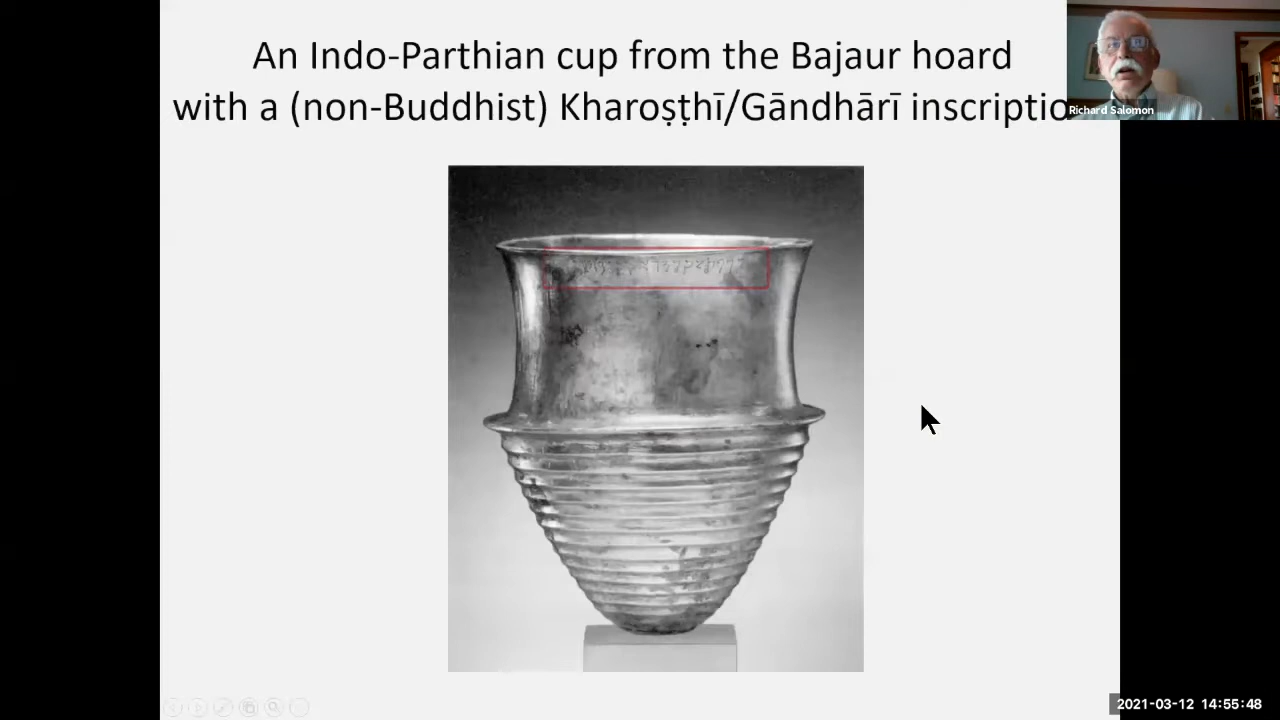 An Indo-Parthian cup from the Bajaur hoard
with a (non-Buddhist) Kharoṣṭhī/Gāndhārī inscriptio
Richard Salomon
2021-03-12 14:55:48